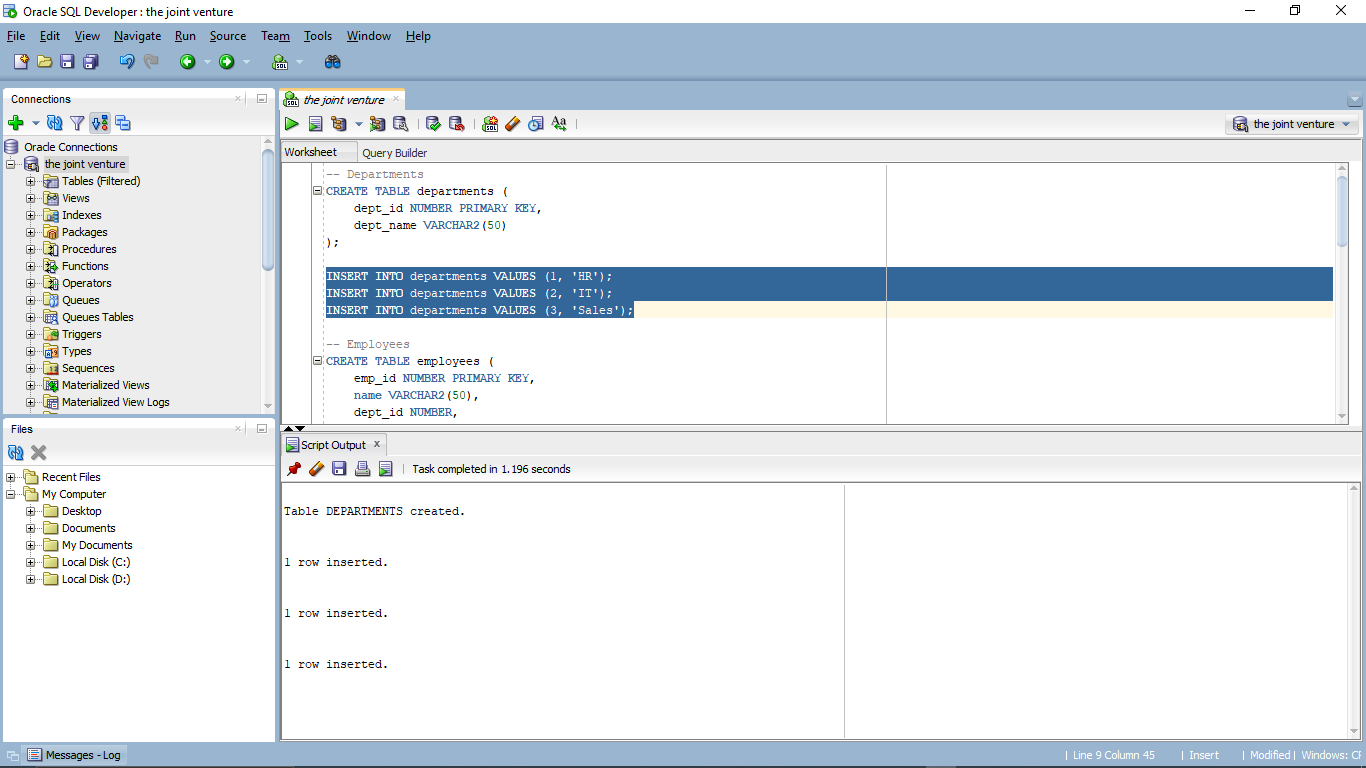 Oracle SQL Developer : the joint venture
File Edit View Navigate Run Source Team Tools Window Help
Connections
Oracle Connections
the joint venture
Tables (Filtered)
Views
Indexes
Packages
Procedures
Functions
Operators
Queues
Queues Tables
Triggers
Types
Sequences
Materialized Views
Materialized View Logs
Files
Recent Files
My Computer
Desktop
Documents
My Documents
Local Disk (C:)
Local Disk (D:)
the joint venture
the joint venture
Worksheet Query Builder
-- Departments
CREATE TABLE departments (
    dept_id NUMBER PRIMARY KEY,
    dept_name VARCHAR2(50)
);
INSERT INTO departments VALUES (1, 'HR');
INSERT INTO departments VALUES (2, 'IT');
INSERT INTO departments VALUES (3, 'Sales');
-- Employees
CREATE TABLE employees (
    emp_id NUMBER PRIMARY KEY,
    name VARCHAR2(50),
    dept_id NUMBER,
Script Output
Task completed in 1.196 seconds
Table DEPARTMENTS created.
1 row inserted.
1 row inserted.
1 row inserted.
Messages - Log
Line 9 Column 45 | Insert | Modified | Windows: CF